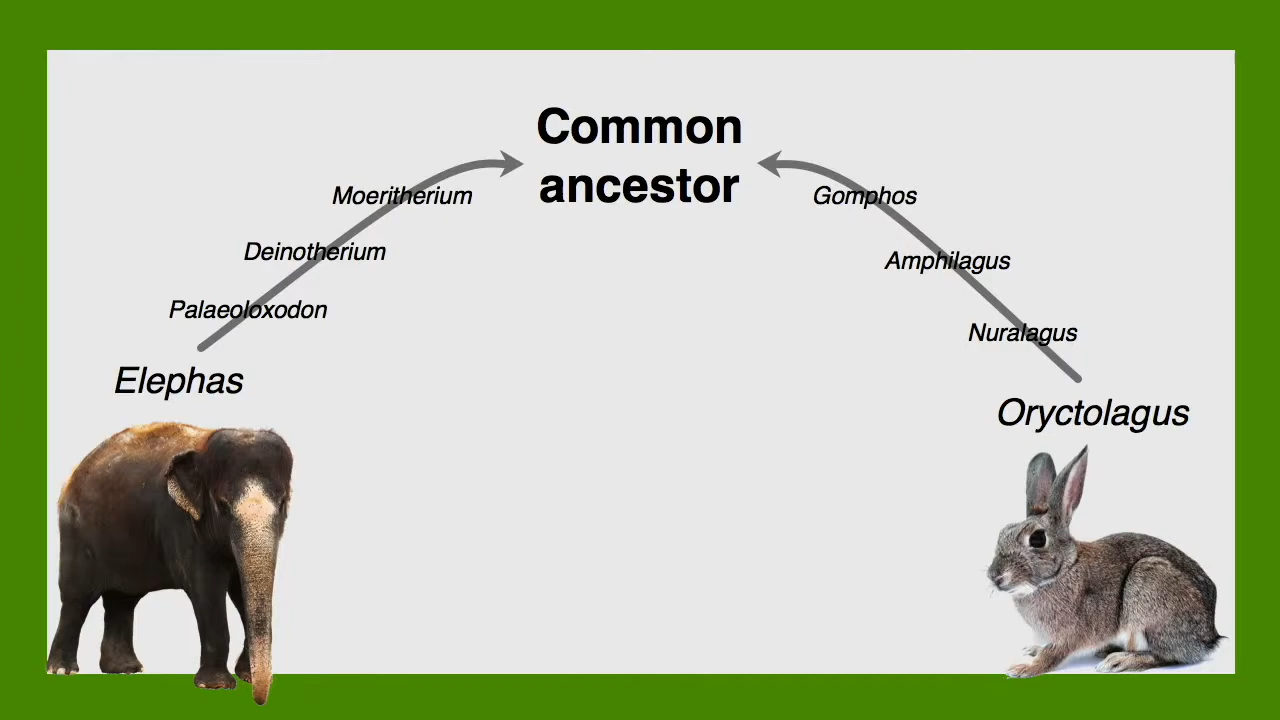 Common
ancestor
Moeritherium
Deinotherium
Palaeoloxodon
Elephas
Gomphos
Amphilagus
Nuralagus
Oryctolagus